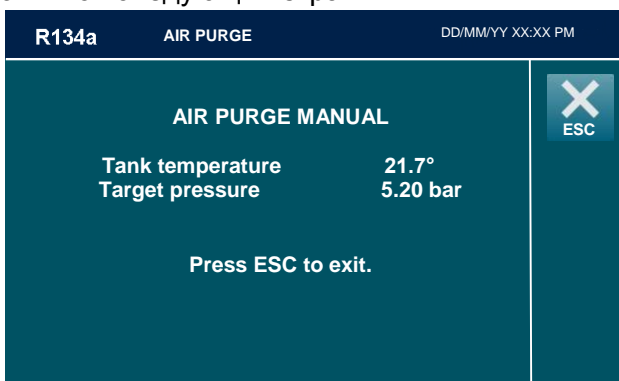 R134a AIR PURGE DD/MM/YY XX:XX PM
AIR PURGE MANUAL
ESC
Tank temperature 21.7°
Target pressure 5.20 bar
Press ESC to exit.